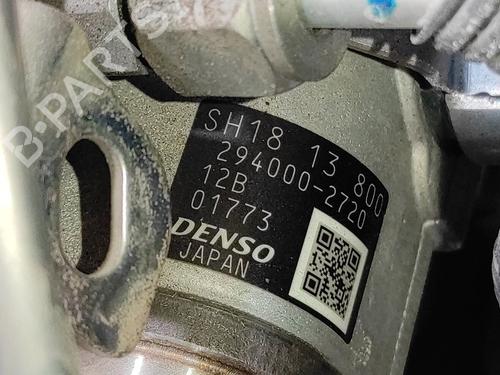 B-PARTS
SH18 13 800
294000-2720
12B
01773
DENSO
JAPAN